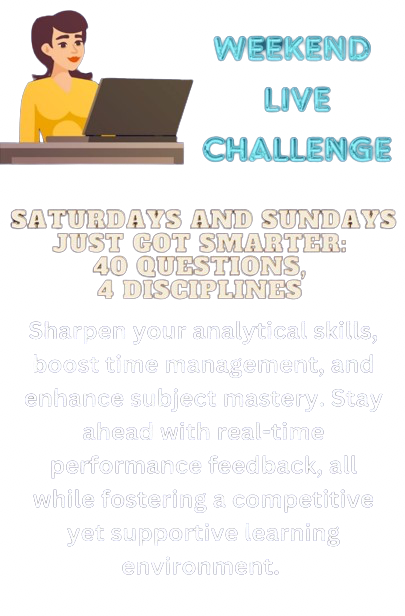 WEEKEND
LIVE
CHALLENGE
SATURDAYS AND SUNDAYS
JUST GOT SMARTER:
40 QUESTIONS,
4 DISCIPLINES
Sharpen your analytical skills,
boost time management, and
enhance subject mastery. Stay
ahead with real-time
performance feedback, all
while fostering a competitive
yet supportive learning
environment.